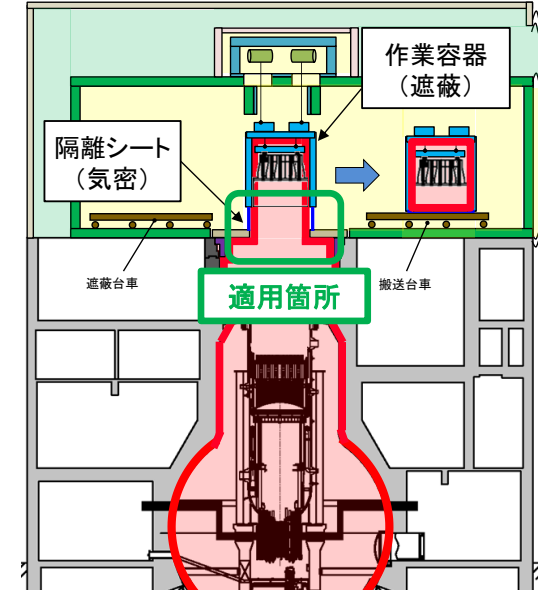 作業容器
（遮蔽）
隔離シート
（気密）
遮蔽台車
適用箇所
搬送台車